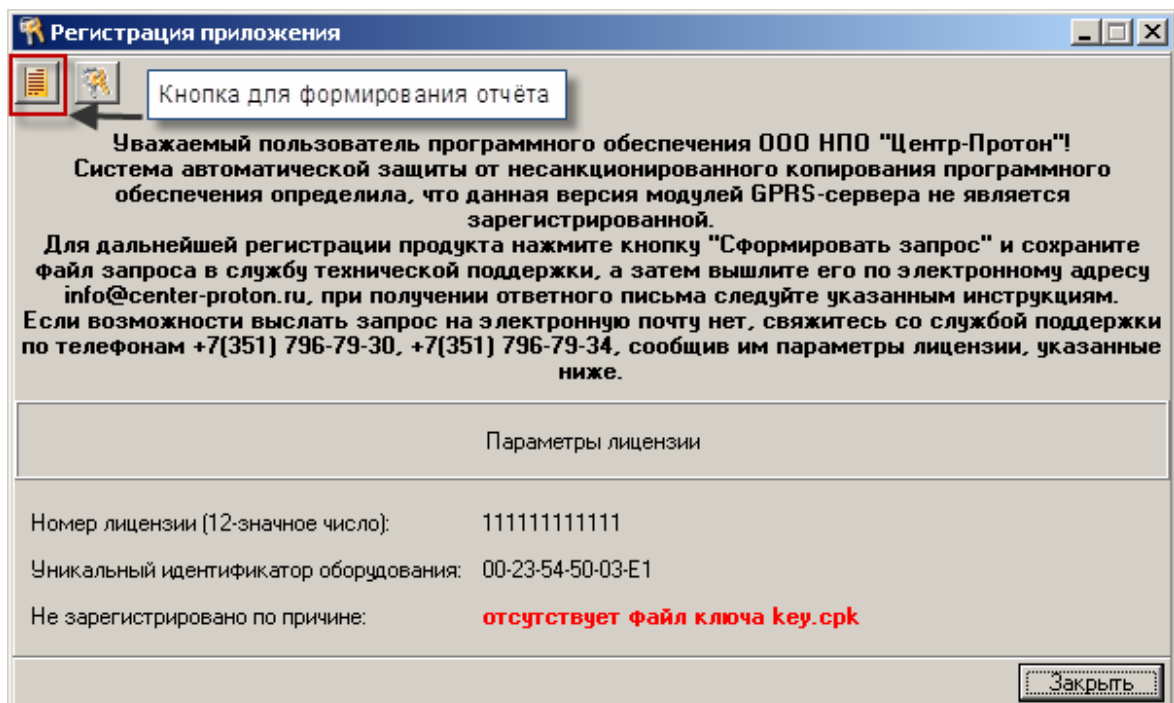 Регистрация приложения
Кнопка для формирования отчёта
Уважаемый пользователь программного обеспечения ООО НПО "Центр-Протон"!
Система автоматической защиты от несанкционированного копирования программного
обеспечения определила, что данная версия модулей GPRS-сервера не является
зарегистрированной.
Для дальнейшей регистрации продукта нажмите кнопку "Сформировать запрос" и сохраните
файл запроса в службу технической поддержки, а затем вышлите его по электронному адресу
info@center-proton.ru, при получении ответного письма следуйте указанным инструкциям.
Если возможности выслать запрос на электронную почту нет, свяжитесь со службой поддержки
по телефонам +7(351) 796-79-30, +7(351) 796-79-34, сообщив им параметры лицензии, указанные
ниже.
Параметры лицензии
Номер лицензии (12-значное число): 111111111111
Уникальный идентификатор оборудования: 00-23-54-50-03-E1
Не зарегистрировано по причине: отсутствует файл ключа key.cpk
Закрыть